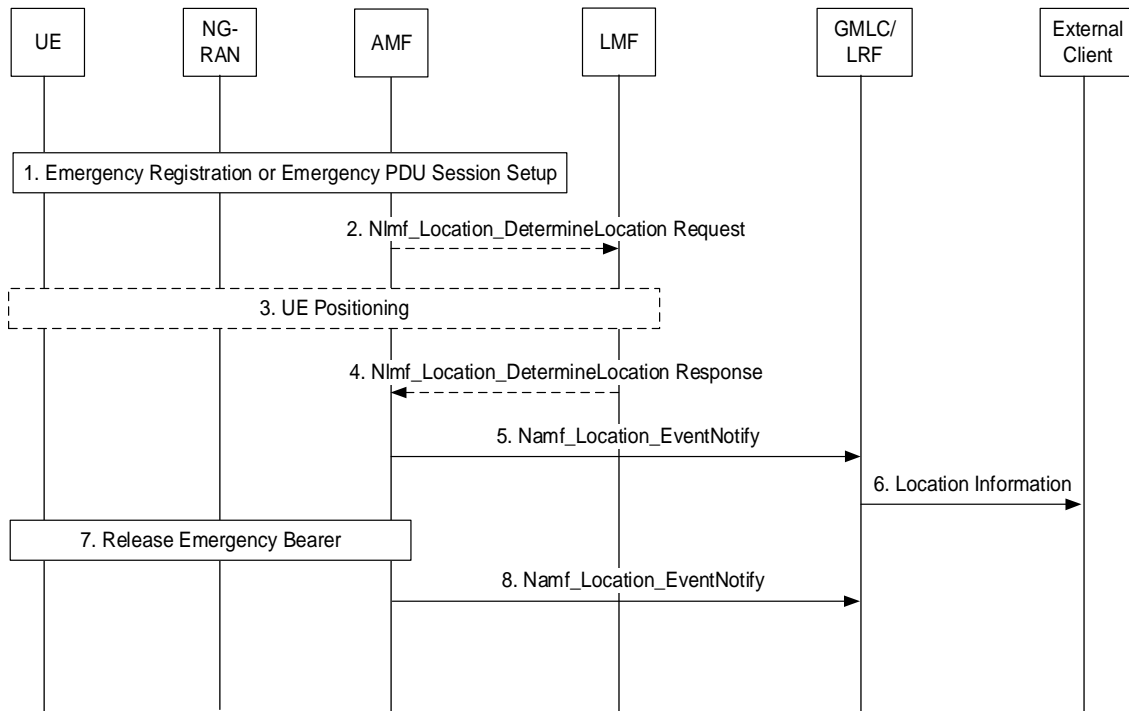 UE
NG-
RAN
AMF
LMF
GMLC/
LRF
External
Client
1. Emergency Registration or Emergency PDU Session Setup
2. Nlmf_Location_DetermineLocation Request
3. UE Positioning
4. Nlmf_Location_DetermineLocation Response
5. Namf_Location_EventNotify
6. Location Information
7. Release Emergency Bearer
8. Namf_Location_EventNotify